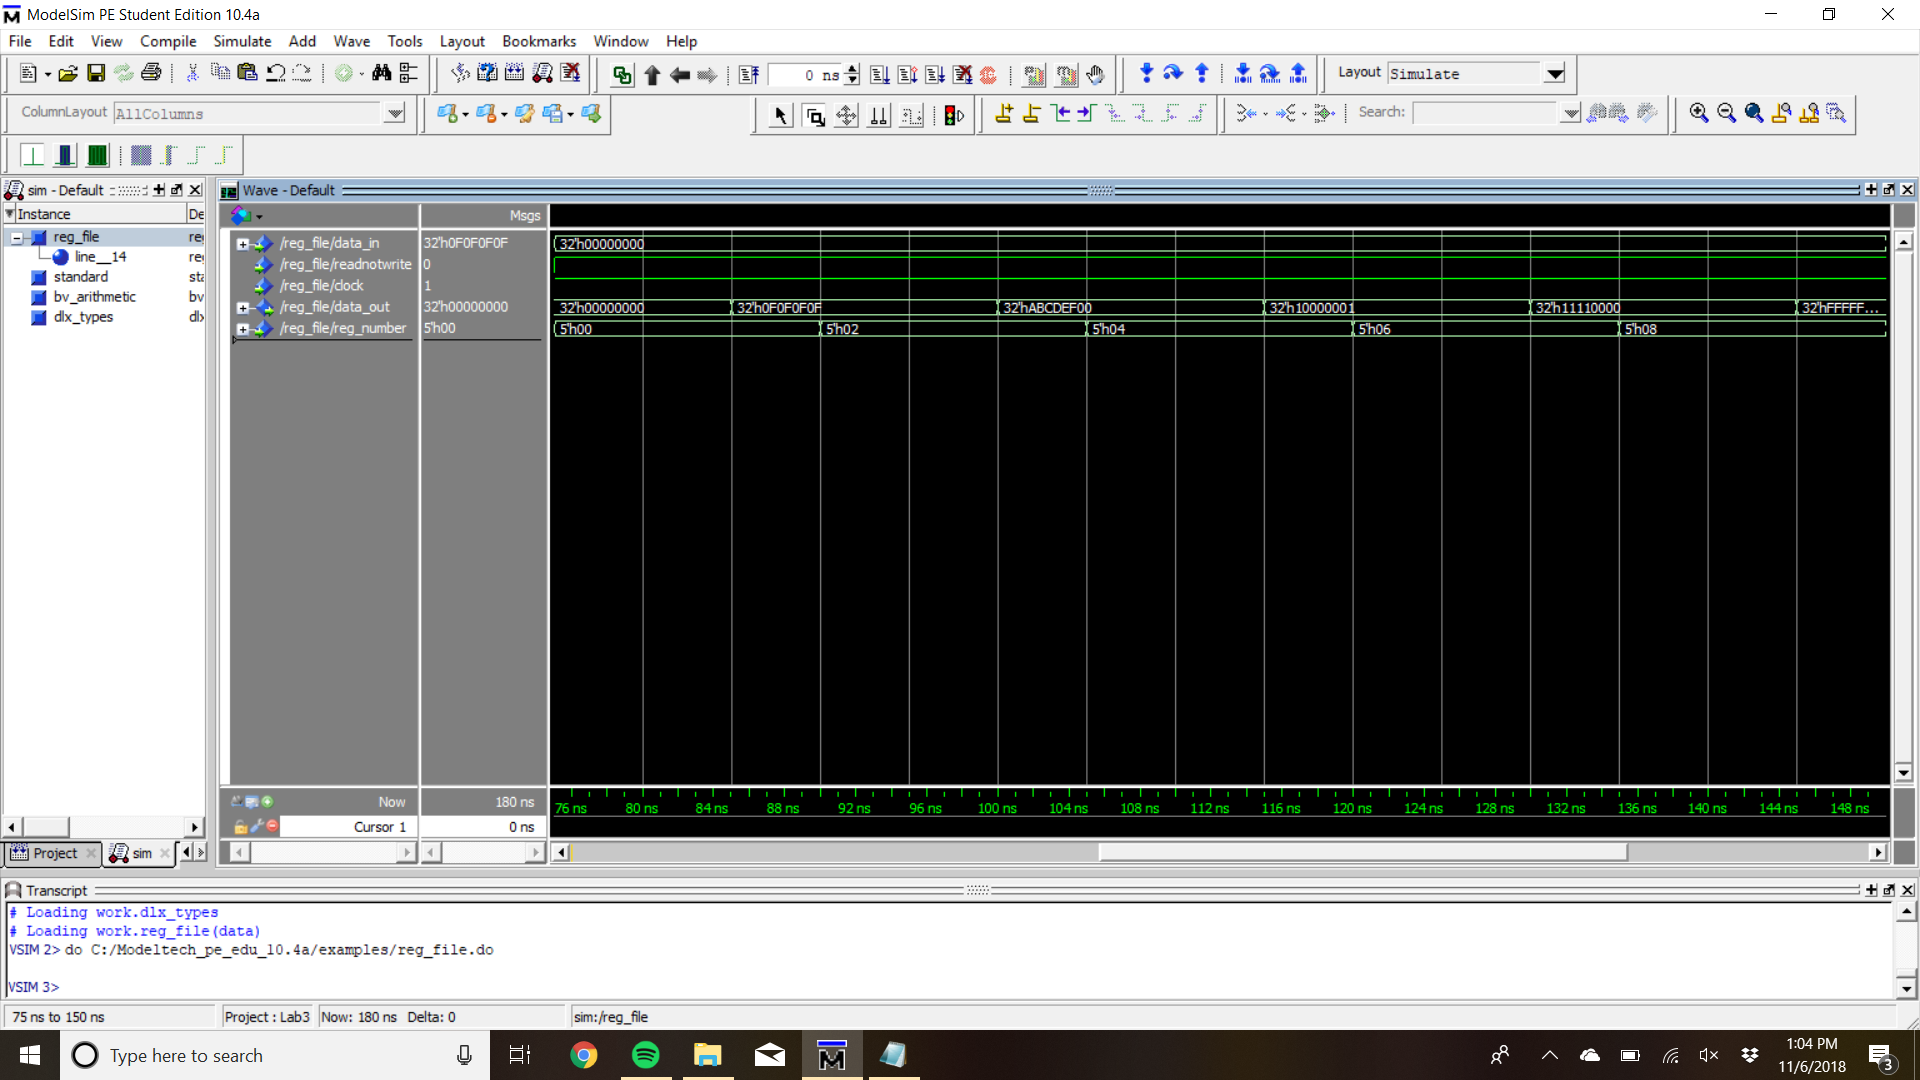 ModelSim PE Student Edition 10.4a
File Edit View Compile Simulate Add Wave Tools Layout Bookmarks Window Help
0 ns
Layout Simulate
ColumnLayout AllColumns
Search:
sim - Default
Wave - Default
Instance De
Msgs
reg_file re
line__14 re
standard sta
bv_arithmetic bv
dlx_types dl
/reg_file/data_in 32'h0F0F0F0F 32'h00000000
/reg_file/readnotwrite 0
/reg_file/clock 1
/reg_file/data_out 32'h00000000 32'h00000000 32'h0F0F0F0F 32'hABCDEF00 32'h10000001 32'h11110000 32'hFFFFF...
/reg_file/reg_number 5'h00 5'h00 5'h02 5'h04 5'h06 5'h08
Now 180 ns
76 ns 80 ns 84 ns 88 ns 92 ns 96 ns 100 ns 104 ns 108 ns 112 ns 116 ns 120 ns 124 ns 128 ns 132 ns 136 ns 140 ns 144 ns 148 ns
Cursor 1 0 ns
Project sim
Transcript
# Loading work.dlx_types
# Loading work.reg_file(data)
VSIM 2> do C:/Modeltech_pe_edu_10.4a/examples/reg_file.do
VSIM 3>
75 ns to 150 ns Project : Lab3 Now: 180 ns Delta: 0 sim:/reg_file
Type here to search
1:04 PM
11/6/2018
3